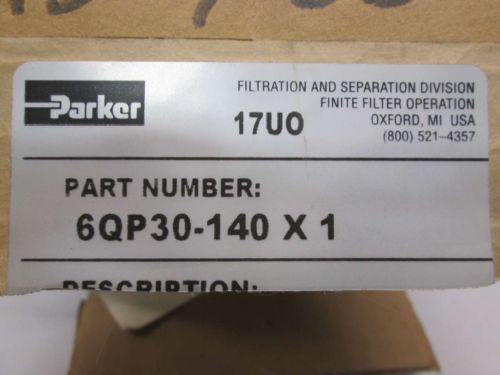 Parker
17UO
FILTRATION AND SEPARATION DIVISION
FINITE FILTER OPERATION
OXFORD, MI USA
(800) 521-4357
PART NUMBER:
6QP30-140 X 1
DESCRIPTION: